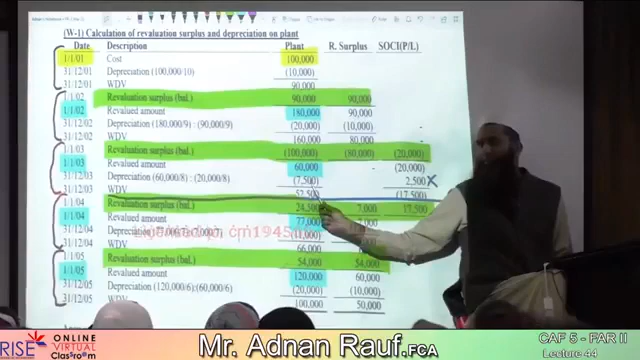 (W-1) Calculation of revaluation surplus and depreciation on plant
Date Description Plant R. Surplus SOCI(P/L)
1/1/01 Cost 100,000
31/12/01 Depreciation (100,000/10) (10,000)
31/12/01 WDV 90,000
1/1/02 Revaluation surplus (bal.) 90,000 90,000
1/1/02 Revalued amount 180,000 90,000
31/12/02 Depreciation (180,000/9) : (90,000/9) (20,000) (10,000)
31/12/02 WDV 160,000 80,000 -
1/1/03 Revaluation surplus (bal.) (100,000) (80,000) (20,000)
1/1/03 Revalued amount 60,000 - (20,000)
31/12/03 Depreciation (60,000/8) : (20,000/8) (7,500) - 2,500 x
31/12/03 WDV 52,500 (17,500)
1/1/04 Revaluation surplus (bal.) 24,500 7,000 17,500
1/1/04 Revalued amount 77,000
31/12/04 Depreciation
31/12/04 WDV 66,000
1/1/05 Revaluation surplus (bal.) 54,000 54,000
1/1/05 Revalued amount 120,000 60,000
31/12/05 Depreciation (120,000/6):(60,000/6) (20,000) (10,000)
31/12/05 WDV 100,000 50,000
RISE
ONLINE
VIRTUAL
Classroom
Mr. Adnan Rauf.FCA
CAF 5 - FAR II
Lecture 44